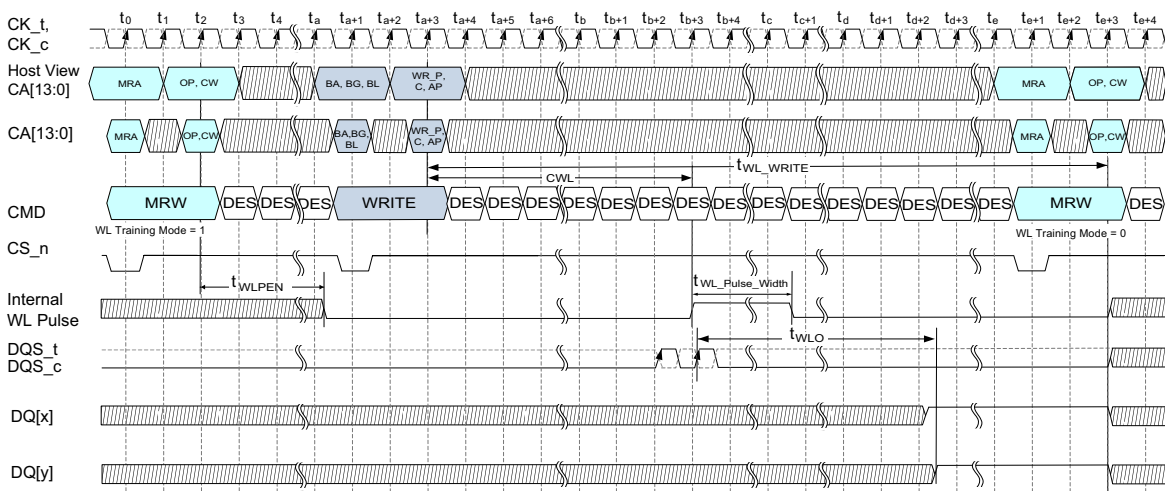 t0 t1 t2 t3 t4 ta ta+1 ta+2 ta+3 ta+4 ta+5 ta+6 tb tb+1 tb+2 tb+3 tb+4 tc tc+1 td td+1 td+2 td+3 te te+1 te+2 te+3 te+4
CK_t,
CK_c
Host View
CA[13:0]
MRA OP, CW BA, BG, BL WR_P, C, AP MRA OP, CW
CA[13:0] MRA OP,CW BA,BG, BL WR_P, C, AP MRA OP,CW
tWL_WRITE
CWL
CMD MRW DES DES DES WRITE DES DES DES DES DES DES DES DES DES DES DES DES DES DES DES MRW DES
WL Training Mode = 1 WL Training Mode = 0
CS_n
tWLPEN tWL_Pulse_Width
Internal
WL Pulse
tWLO
DQS_t
DQS_c
DQ[x]
DQ[y]